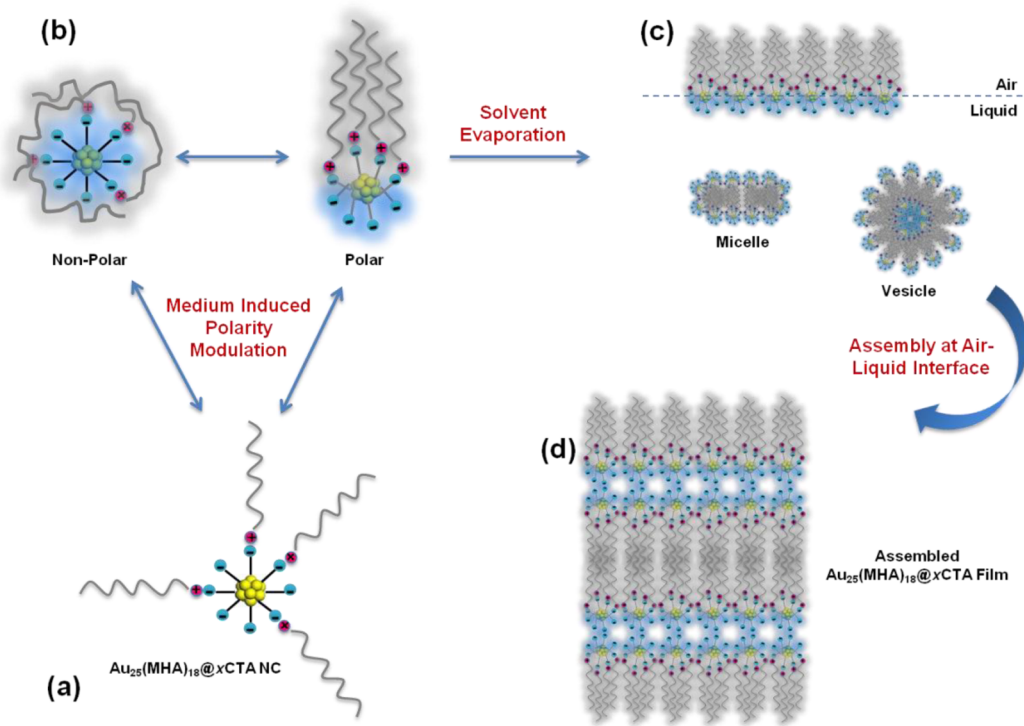 (b)
Non-Polar
Polar
Solvent
Evaporation
(c)
Air
Liquid
Micelle
Vesicle
Medium Induced
Polarity
Modulation
Assembly at Air-
Liquid Interface
(d)
Assembled
Au₂₅(MHA)₁₈@xCTA Film
Au₂₅(MHA)₁₈@xCTA NC
(a)